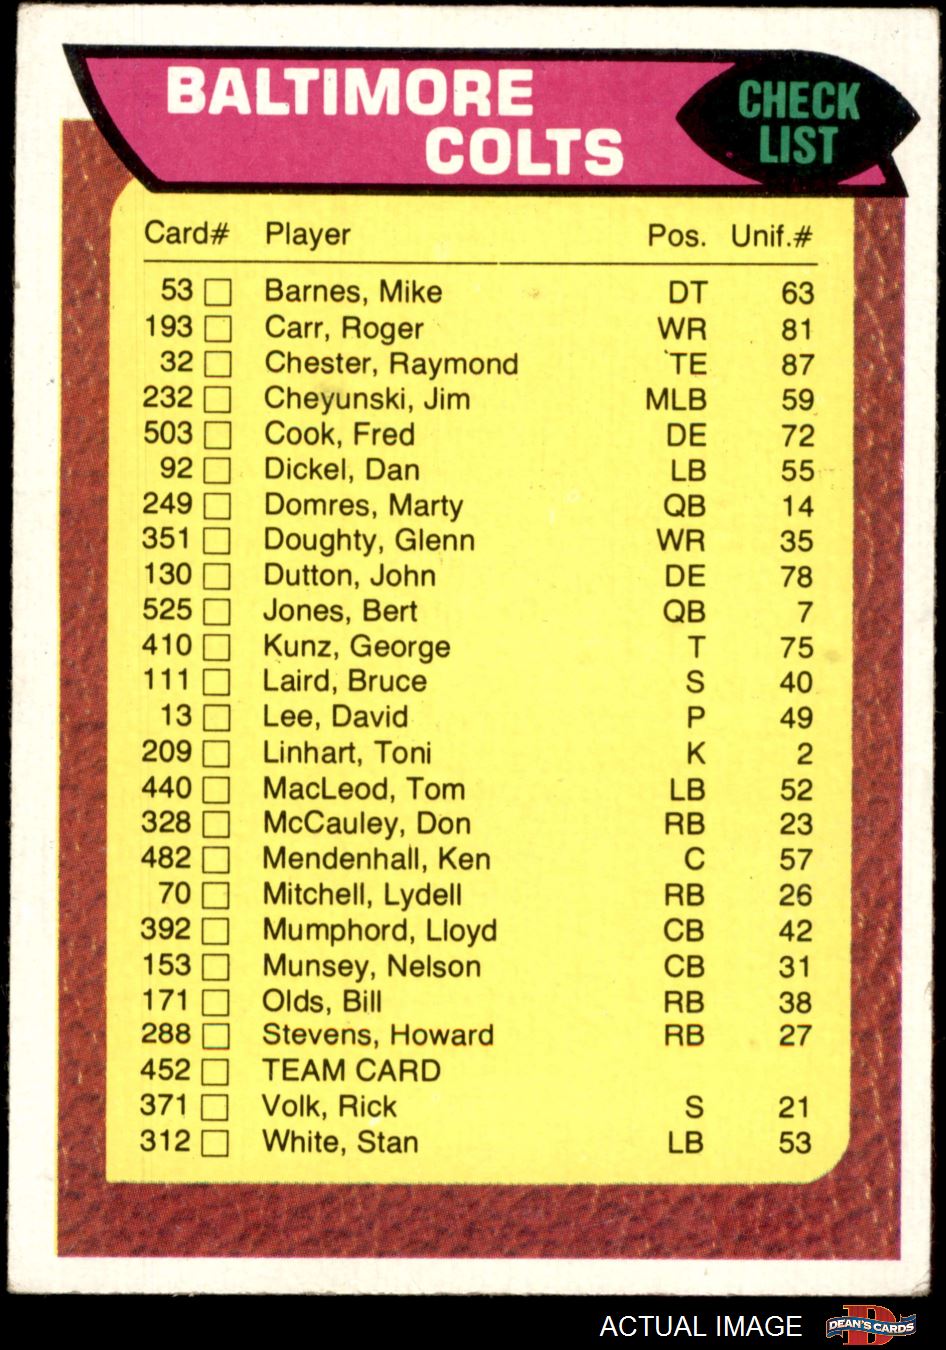 BALTIMORE
COLTS
CHECK
LIST
Card# Player Pos. Unif.#
53 Barnes, Mike DT 63
193 Carr, Roger WR 81
32 Chester, Raymond TE 87
232 Cheyunski, Jim MLB 59
503 Cook, Fred DE 72
92 Dickel, Dan LB 55
249 Domres, Marty QB 14
351 Doughty, Glenn WR 35
130 Dutton, John DE 78
525 Jones, Bert QB 7
410 Kunz, George T 75
111 Laird, Bruce S 40
13 Lee, David P 49
209 Linhart, Toni K 2
440 MacLeod, Tom LB 52
328 McCauley, Don RB 23
482 Mendenhall, Ken C 57
70 Mitchell, Lydell RB 26
392 Mumphord, Lloyd CB 42
153 Munsey, Nelson CB 31
171 Olds, Bill RB 38
288 Stevens, Howard RB 27
452 TEAM CARD
371 Volk, Rick S 21
312 White, Stan LB 53
ACTUAL IMAGE
D
DEAN'S CARDS